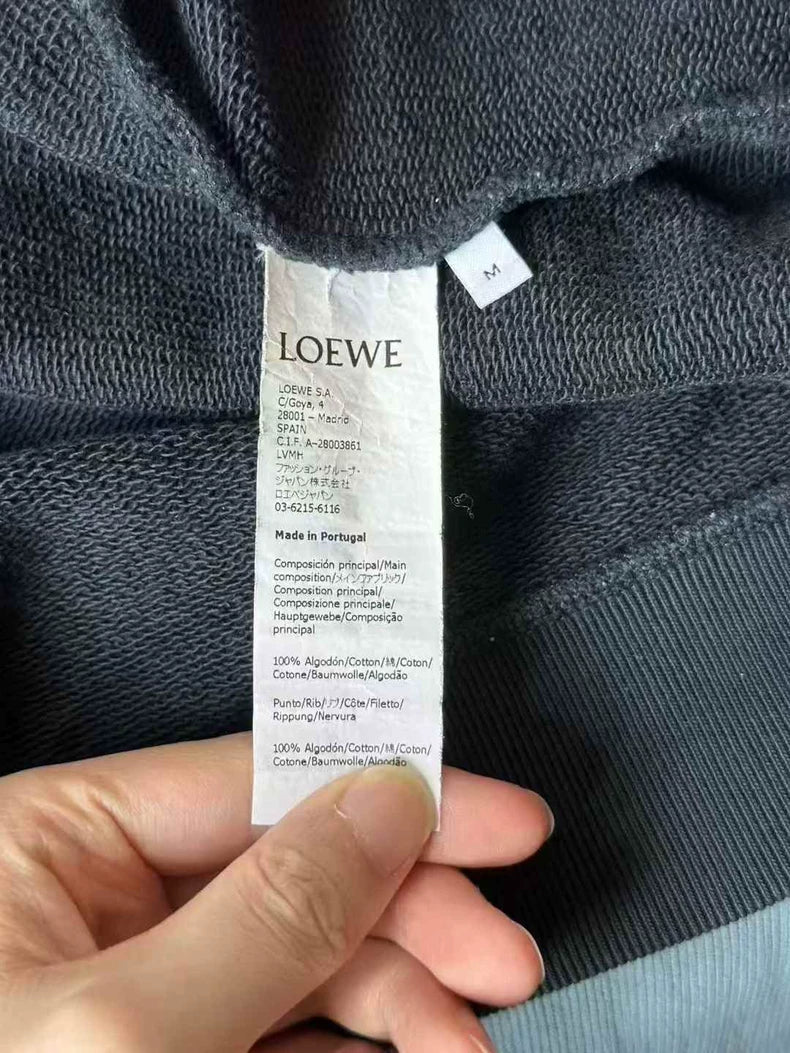 M
LOEWE
LOEWE S.A.
C/Goya, 4
28001 – Madrid
SPAIN
C.I.F. A-28003861
LVMH
ファッション・グループ・
ジャパン株式会社
ロエベジャパン
03-6215-6116
Made in Portugal
Composición principal/Main
composition/メインファブリック/
Composition principal/
Composizione principale/
Hauptgewebe/Composição
principal
100% Algodón/Cotton/綿/Coton/
Cotone/Baumwolle/Algodão
Punto/Rib/リブ/Côte/Filetto/
Rippung/Nervura
100% Algodón/Cotton/綿/Coton/
Cotone/Baumwolle/Algodão